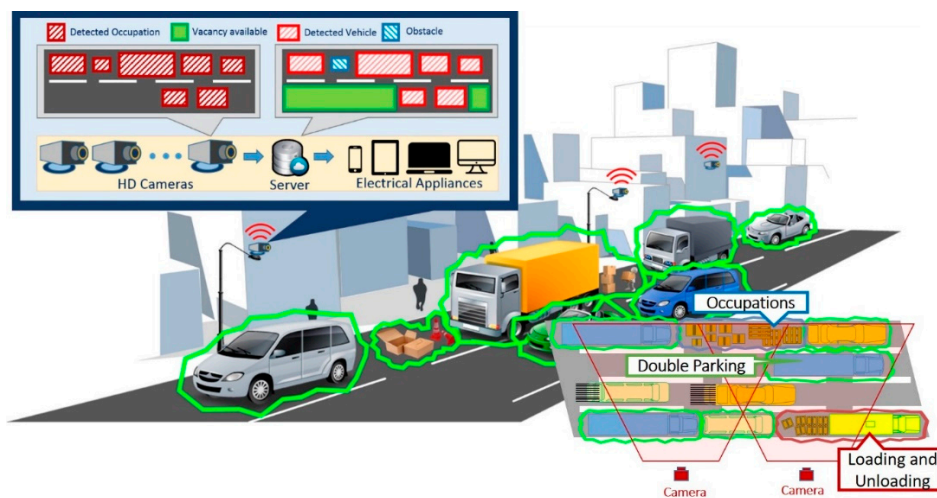 Detected Occupation
Vacancy available
Detected Vehicle
Obstacle
HD Cameras
Server
Electrical Appliances
Occupations
Double Parking
Loading and
Unloading
Camera
Camera